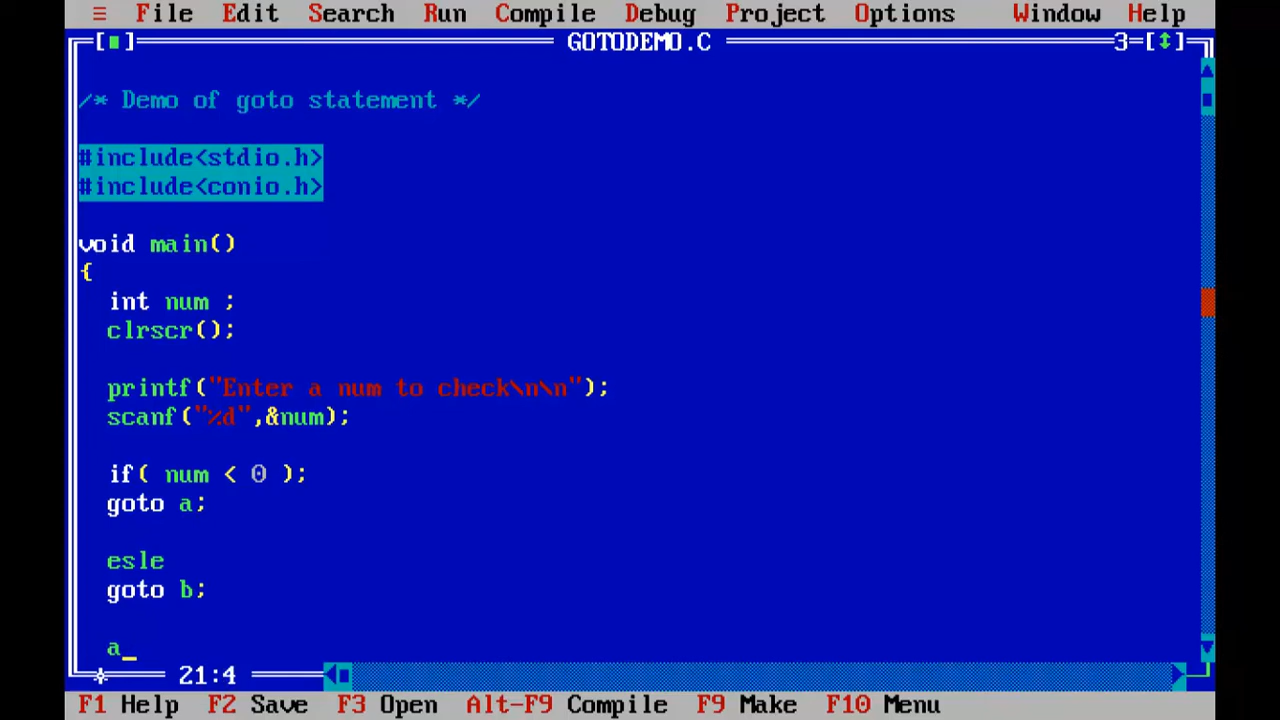 ≡ File Edit Search Run Compile Debug Project Options Window Help
[■] GOTODEMO.C 3=[↕]
/* Demo of goto statement */
#include<stdio.h>
#include<conio.h>
void main()
{
int num ;
clrscr();
printf("Enter a num to check\n\n");
scanf("%d",&num);
if( num < 0 );
goto a;
esle
goto b;
a_
21:4
F1 Help F2 Save F3 Open Alt-F9 Compile F9 Make F10 Menu